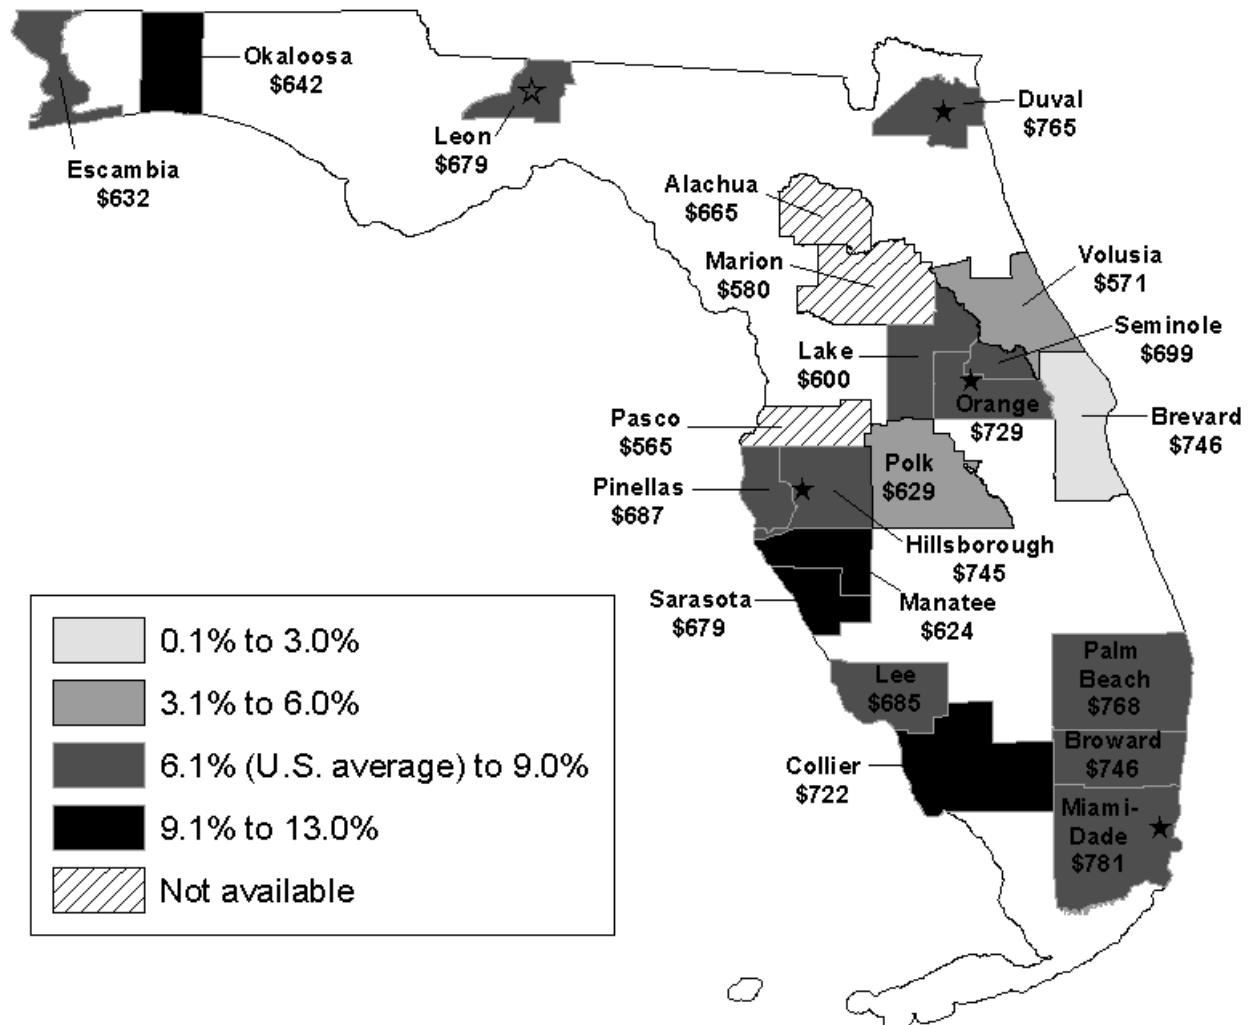 Okaloosa
$642
Escambia
$632
Leon
$679
Duval
$765
Alachua
$665
Marion
$580
Volusia
$571
Seminole
$699
Lake
$600
Orange
$729
Brevard
$746
Pasco
$565
Polk
$629
Pinellas
$687
Hillsborough
$745
Sarasota
$679
Manatee
$624
Lee
$685
Palm
Beach
$768
Broward
$746
Collier
$722
Miami-
Dade
$781
0.1% to 3.0%
3.1% to 6.0%
6.1% (U.S. average) to 9.0%
9.1% to 13.0%
Not available